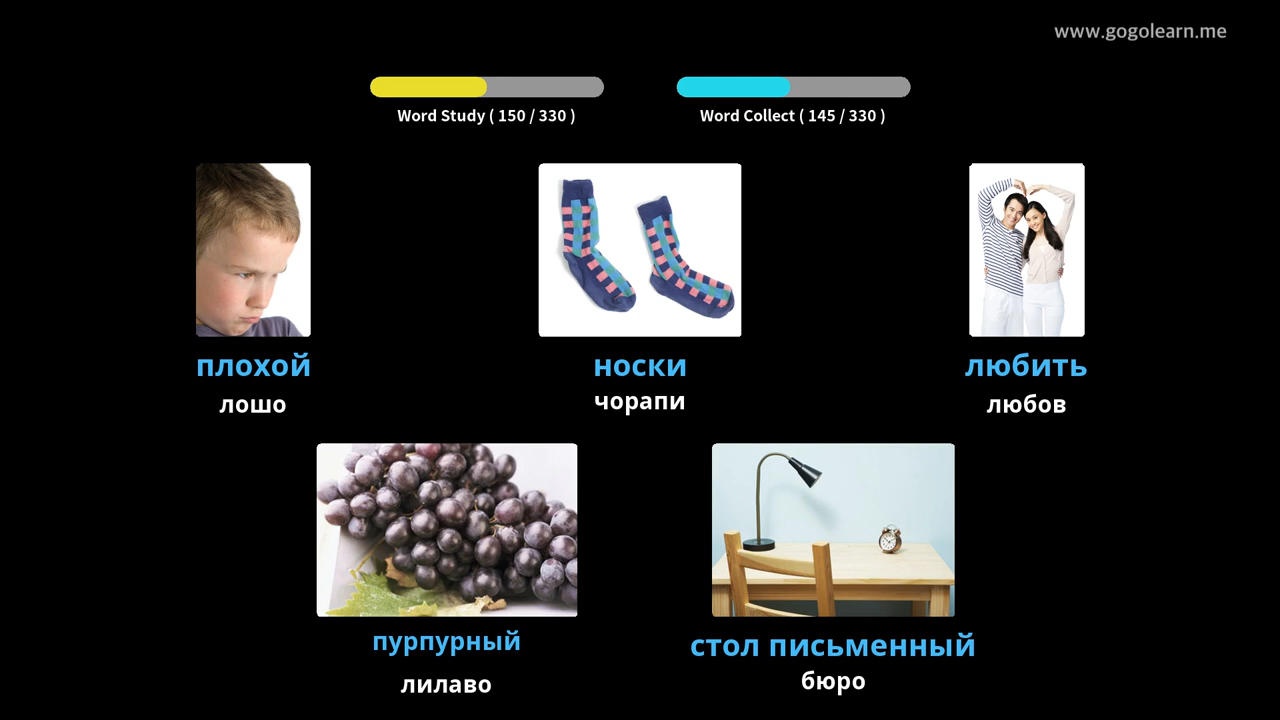 www.gogolearn.me
Word Study ( 150 / 330 )
Word Collect ( 145 / 330 )
плохой
лошо
носки
чорапи
любить
любов
пурпурный
лилаво
стол письменный
бюро